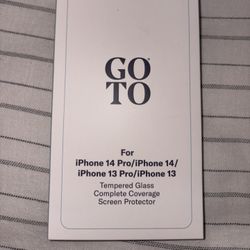 GO
TO
For
iPhone 14 Pro/iPhone 14/
iPhone 13 Pro/iPhone 13
Tempered Glass
Complete Coverage
Screen Protector